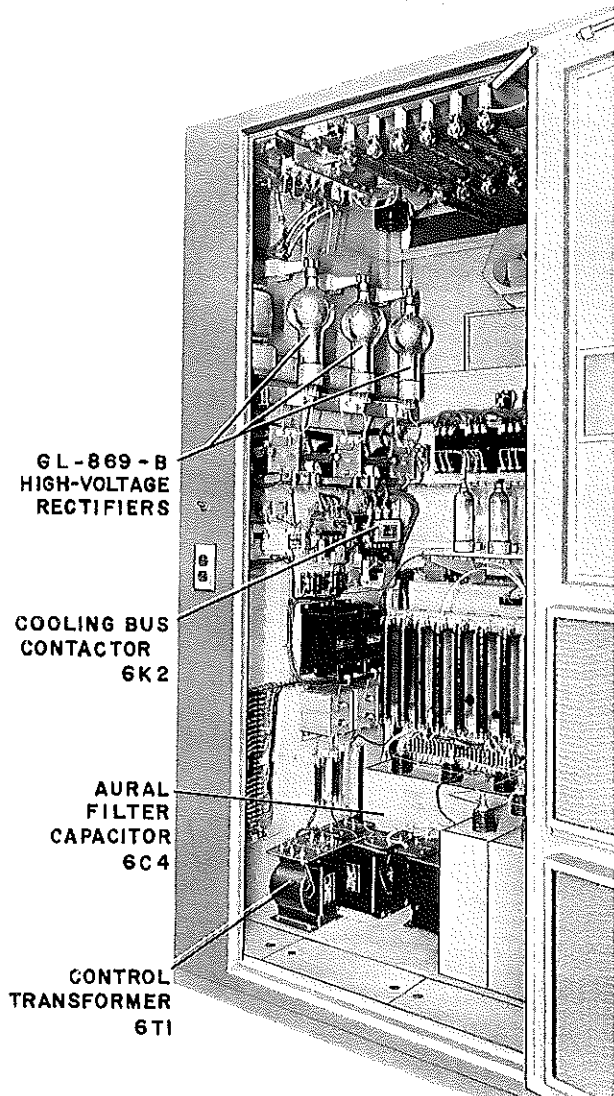 GL-869-B
HIGH-VOLTAGE
RECTIFIERS
COOLING BUS
CONTACTOR
6K2
AURAL
FILTER
CAPACITOR
6C4
CONTROL
TRANSFORMER
6T1